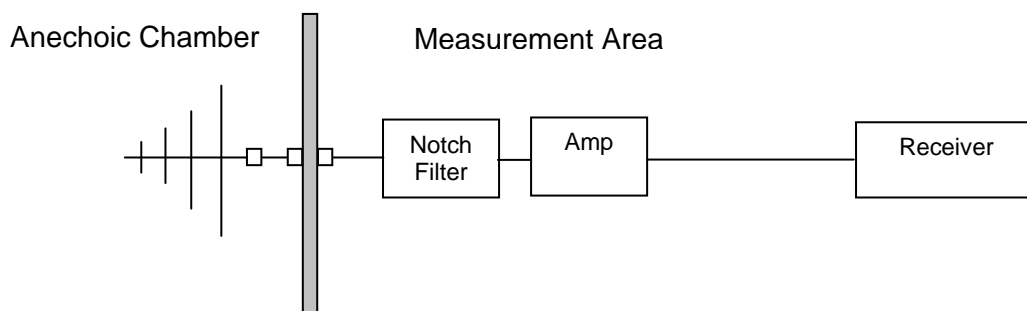 Anechoic Chamber
Measurement Area
Notch
Filter
Amp
Receiver